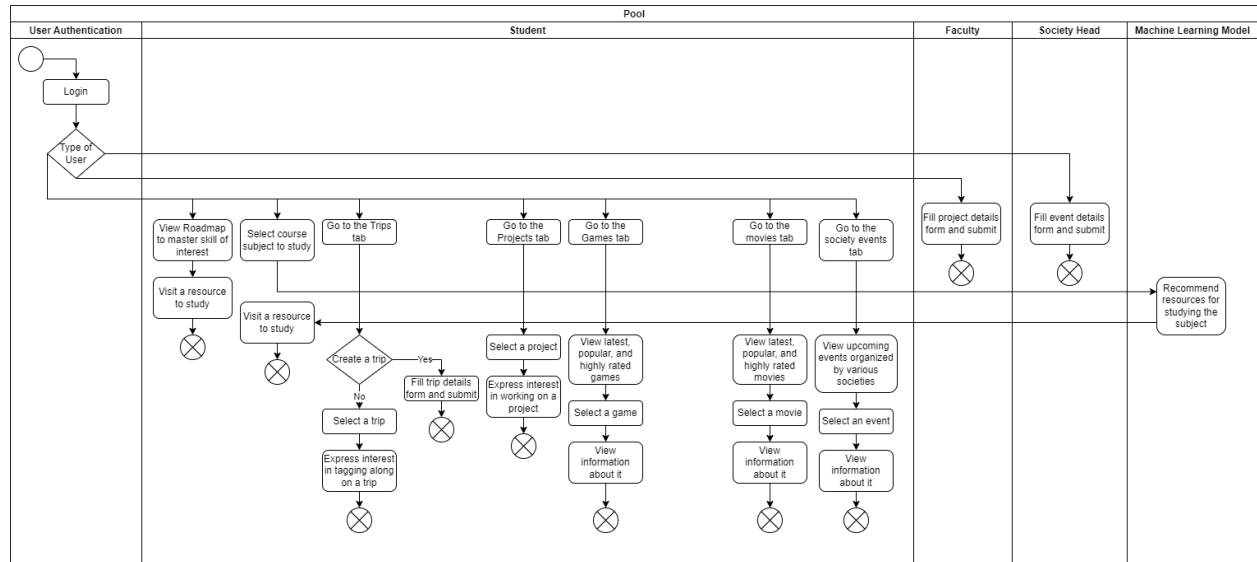 Pool
User Authentication
Student
Faculty
Society Head
Machine Learning Model
Login
Type of
User
View Roadmap
to master skill of
interest
Select course
subject to study
Go to the Trips
tab
Go to the
Projects tab
Go to the
Games tab
Go to the
movies tab
Go to the
society events
tab
Fill project details
form and submit
Fill event details
form and submit
Visit a resource
to study
Visit a resource
to study
Recommend
resources for
studying the
subject
Create a trip
Yes
No
Fill trip details
form and submit
Select a trip
Express interest
in tagging along
on a trip
Select a project
Express interest
in working on a
project
View latest,
popular, and
highly rated
games
Select a game
View
information
about it
View latest,
popular, and
highly rated
movies
Select a movie
View
information
about it
View upcoming
events organized
by various
societies
Select an event
View
information
about it